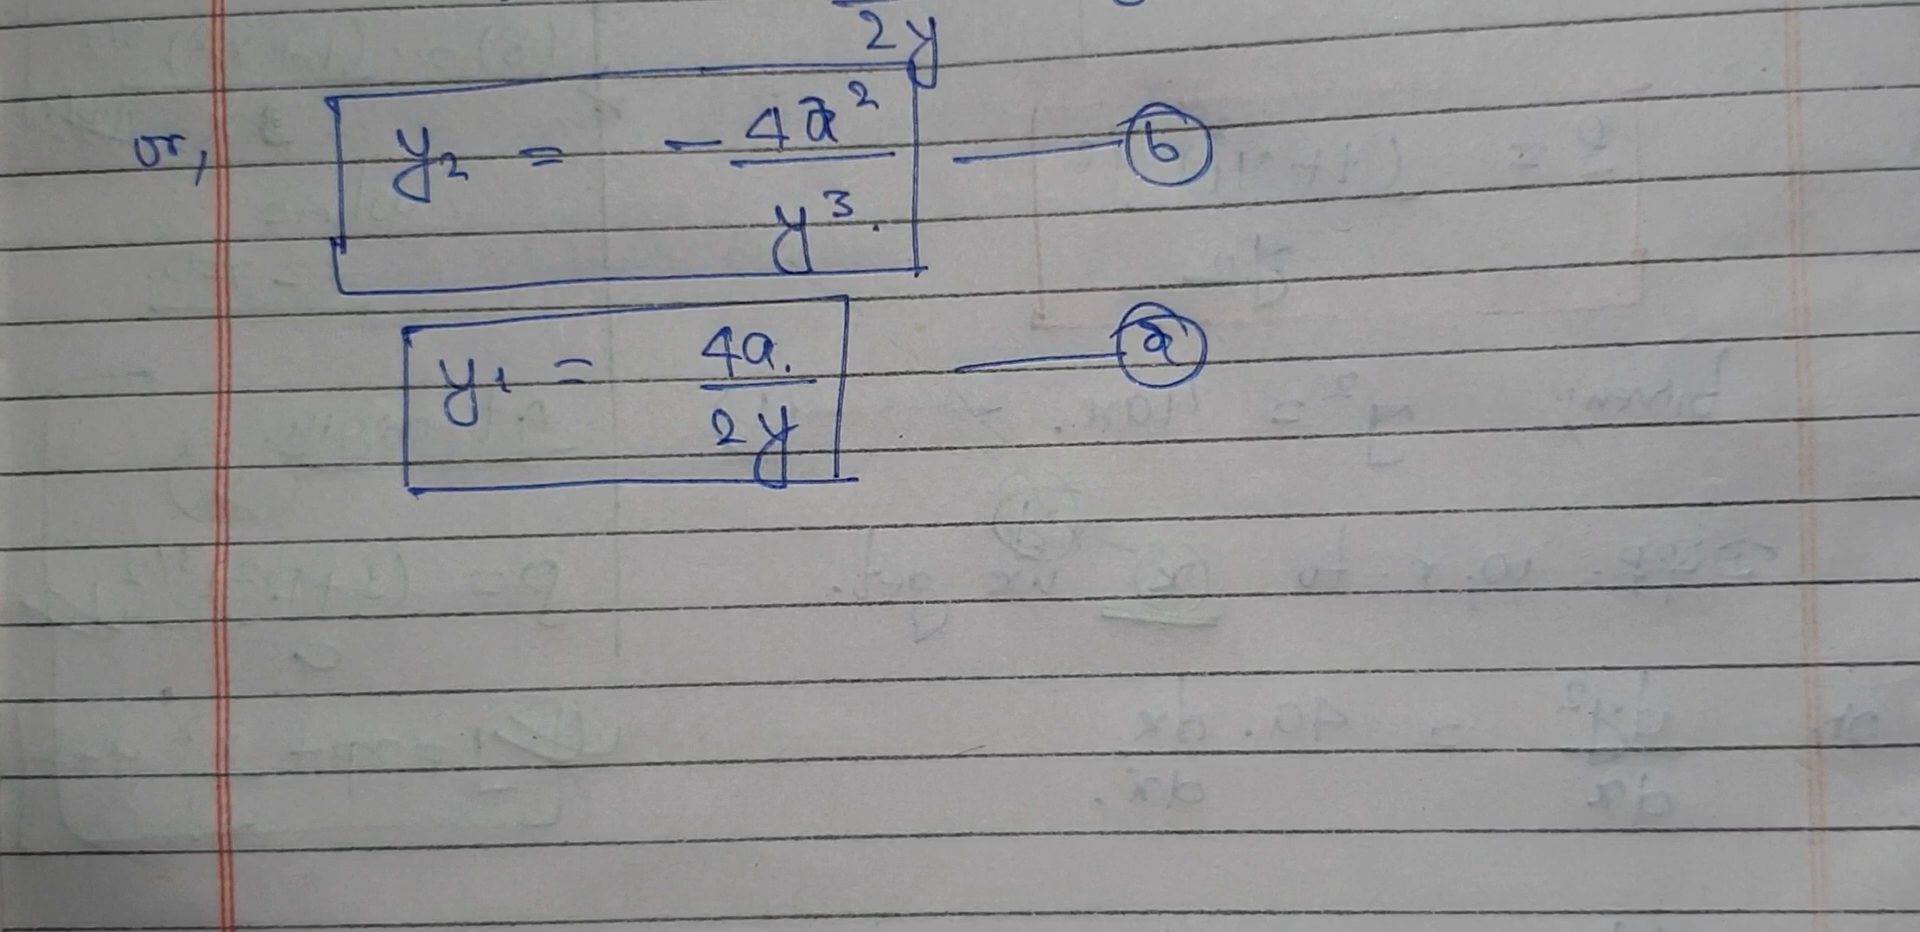 2y
or, y₂ = - 4a²/y³. — (b)
y₁ = 4a./2y — (a)